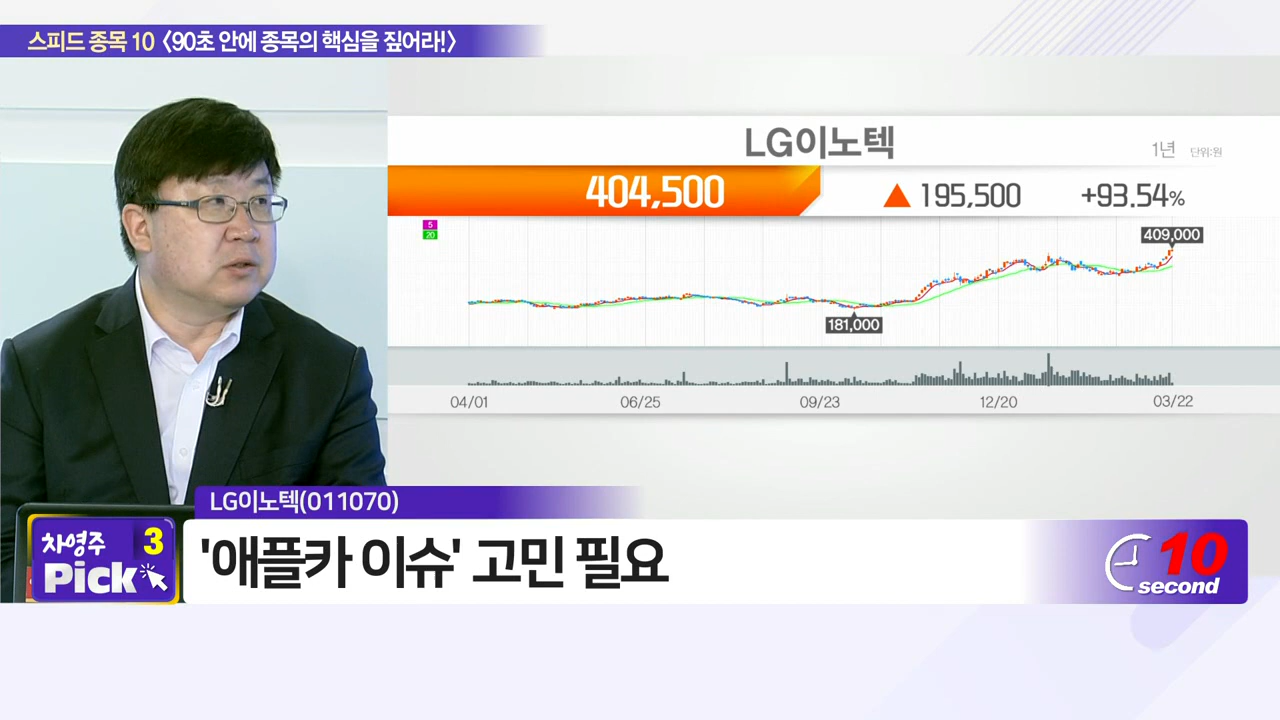 스피드 종목 10 <90초 안에 종목의 핵심을 짚어라!>
LG이노텍
1년 단위:원
404,500
▲ 195,500 +93.54%
5
20
409,000
181,000
04/01 06/25 09/23 12/20 03/22
LG이노텍(011070)
차영주 3
Pick
'애플카 이슈' 고민 필요
10
second